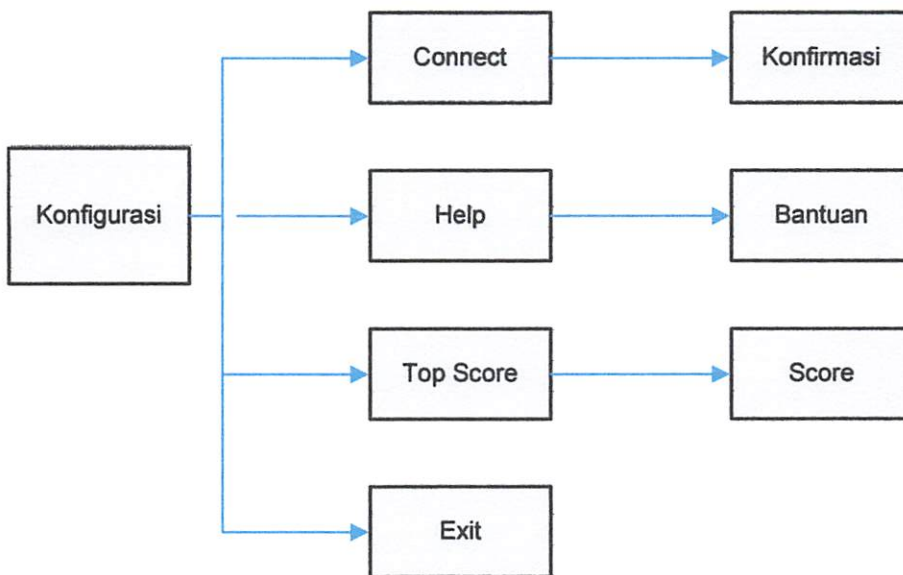 Connect
Konfirmasi
Konfigurasi
Help
Bantuan
Top Score
Score
Exit